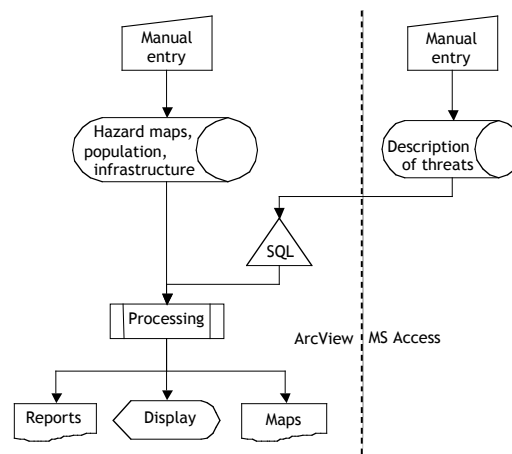 Manual
entry
Manual
entry
Hazard maps,
population,
infrastructure
Description
of threats
SQL
Processing
ArcView
MS Access
Reports
Display
Maps